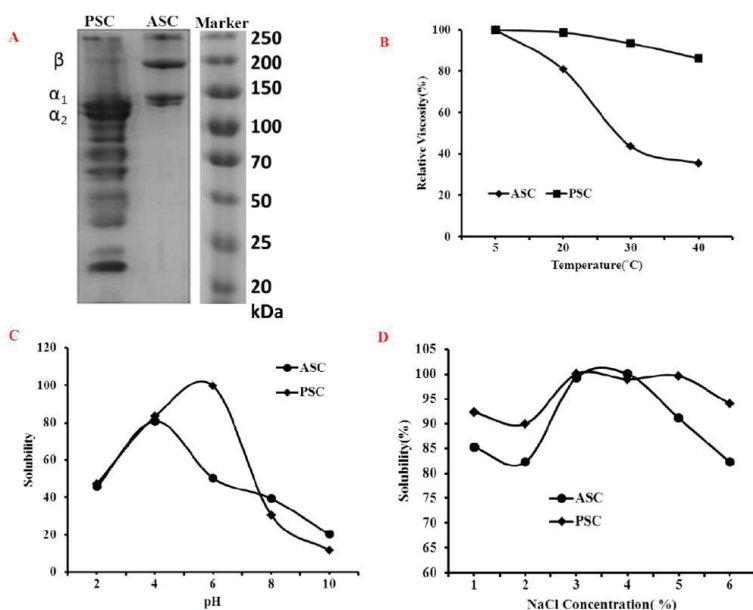 A
PSC ASC Marker
β
α1
α2
250
200
150
100
70
50
25
20
kDa
B
Relative Viscosity(%)
100
80
60
40
20
0
ASC PSC
5 20 30 40
Temperature(°C)
C
Solubility
120
100
80
60
40
20
0
ASC
PSC
2 4 6 8 10
pH
D
Solubility(%)
105
100
95
90
85
80
75
70
65
60
ASC
PSC
1 2 3 4 5 6
NaCl Concentration( %)